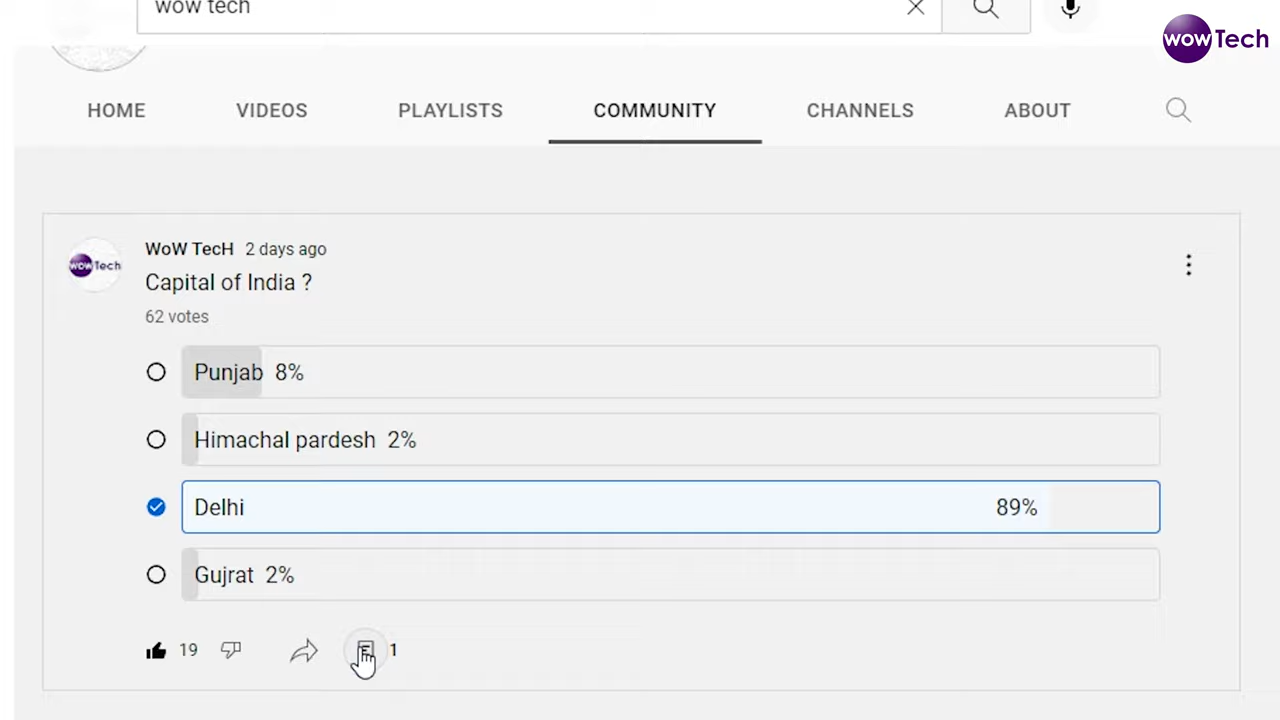 wow tech
wowTech
HOME VIDEOS PLAYLISTS COMMUNITY CHANNELS ABOUT
WoW TecH 2 days ago
wowTech
Capital of India ?
62 votes
Punjab 8%
Himachal pardesh 2%
Delhi 89%
Gujrat 2%
19 1